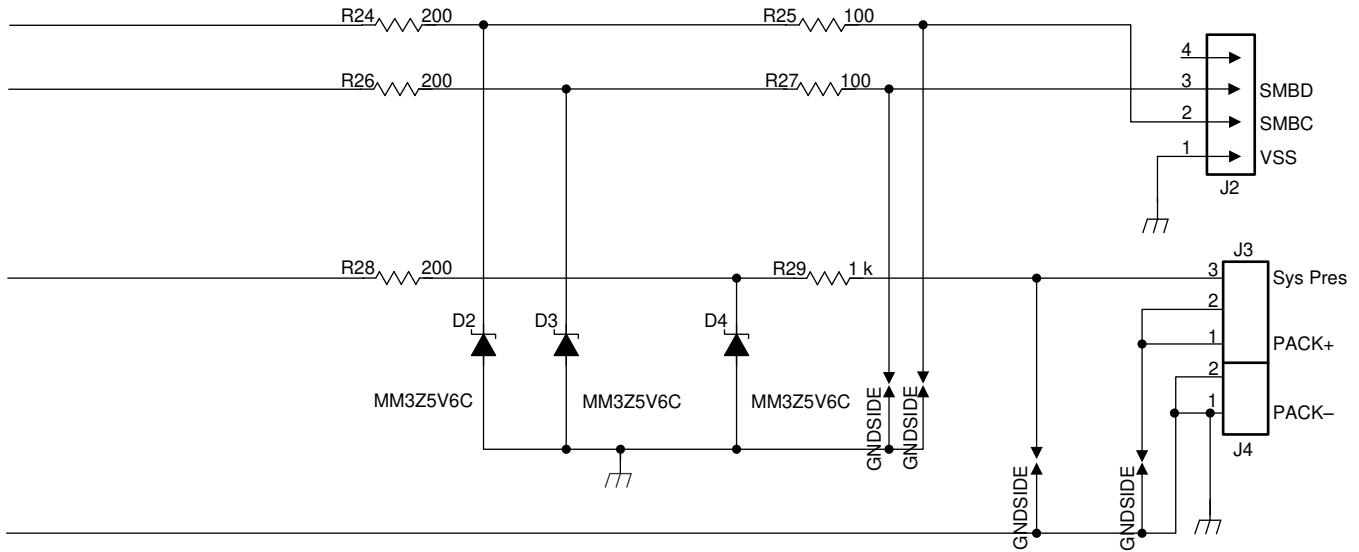 R24 200 R25 100
R26 200 R27 100
4
3 SMBD
2 SMBC
1 VSS
J2
R28 200 R29 1 k
J3
3 Sys Pres
2
1 PACK+
2
1 PACK–
J4
D2 D3 D4
MM3Z5V6C MM3Z5V6C MM3Z5V6C
GNDSIDE
GNDSIDE
GNDSIDE
GNDSIDE